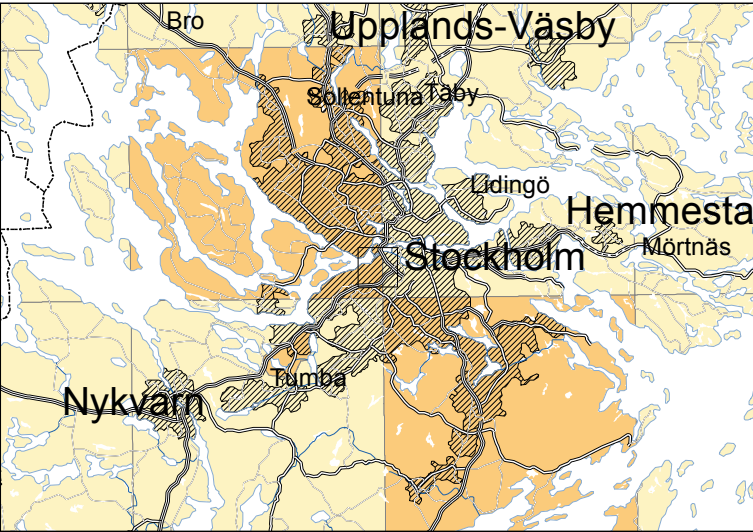 Bro
Upplands-Väsby
Sollentuna
Täby
Lidingö
Hemmesta
Mörtnäs
Stockholm
Tumba
Nykvarn